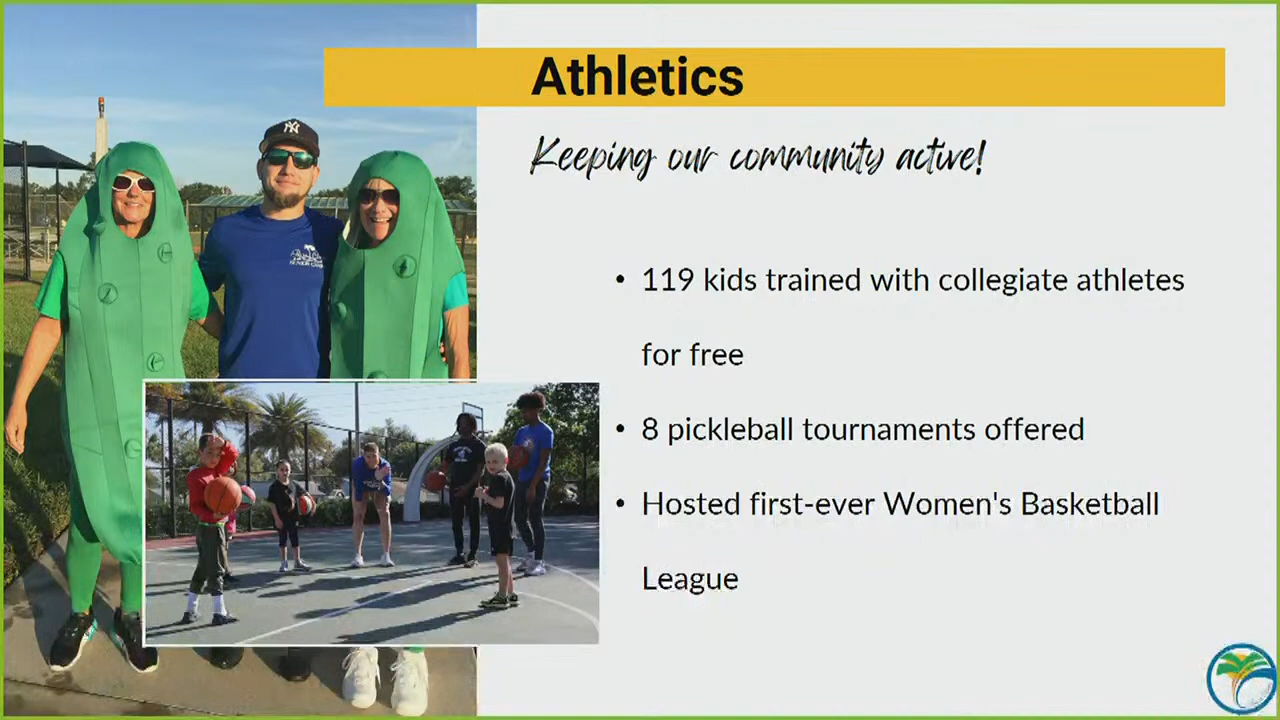 Athletics
Keeping our community active!
• 119 kids trained with collegiate athletes
for free
• 8 pickleball tournaments offered
• Hosted first-ever Women's Basketball
League
NY